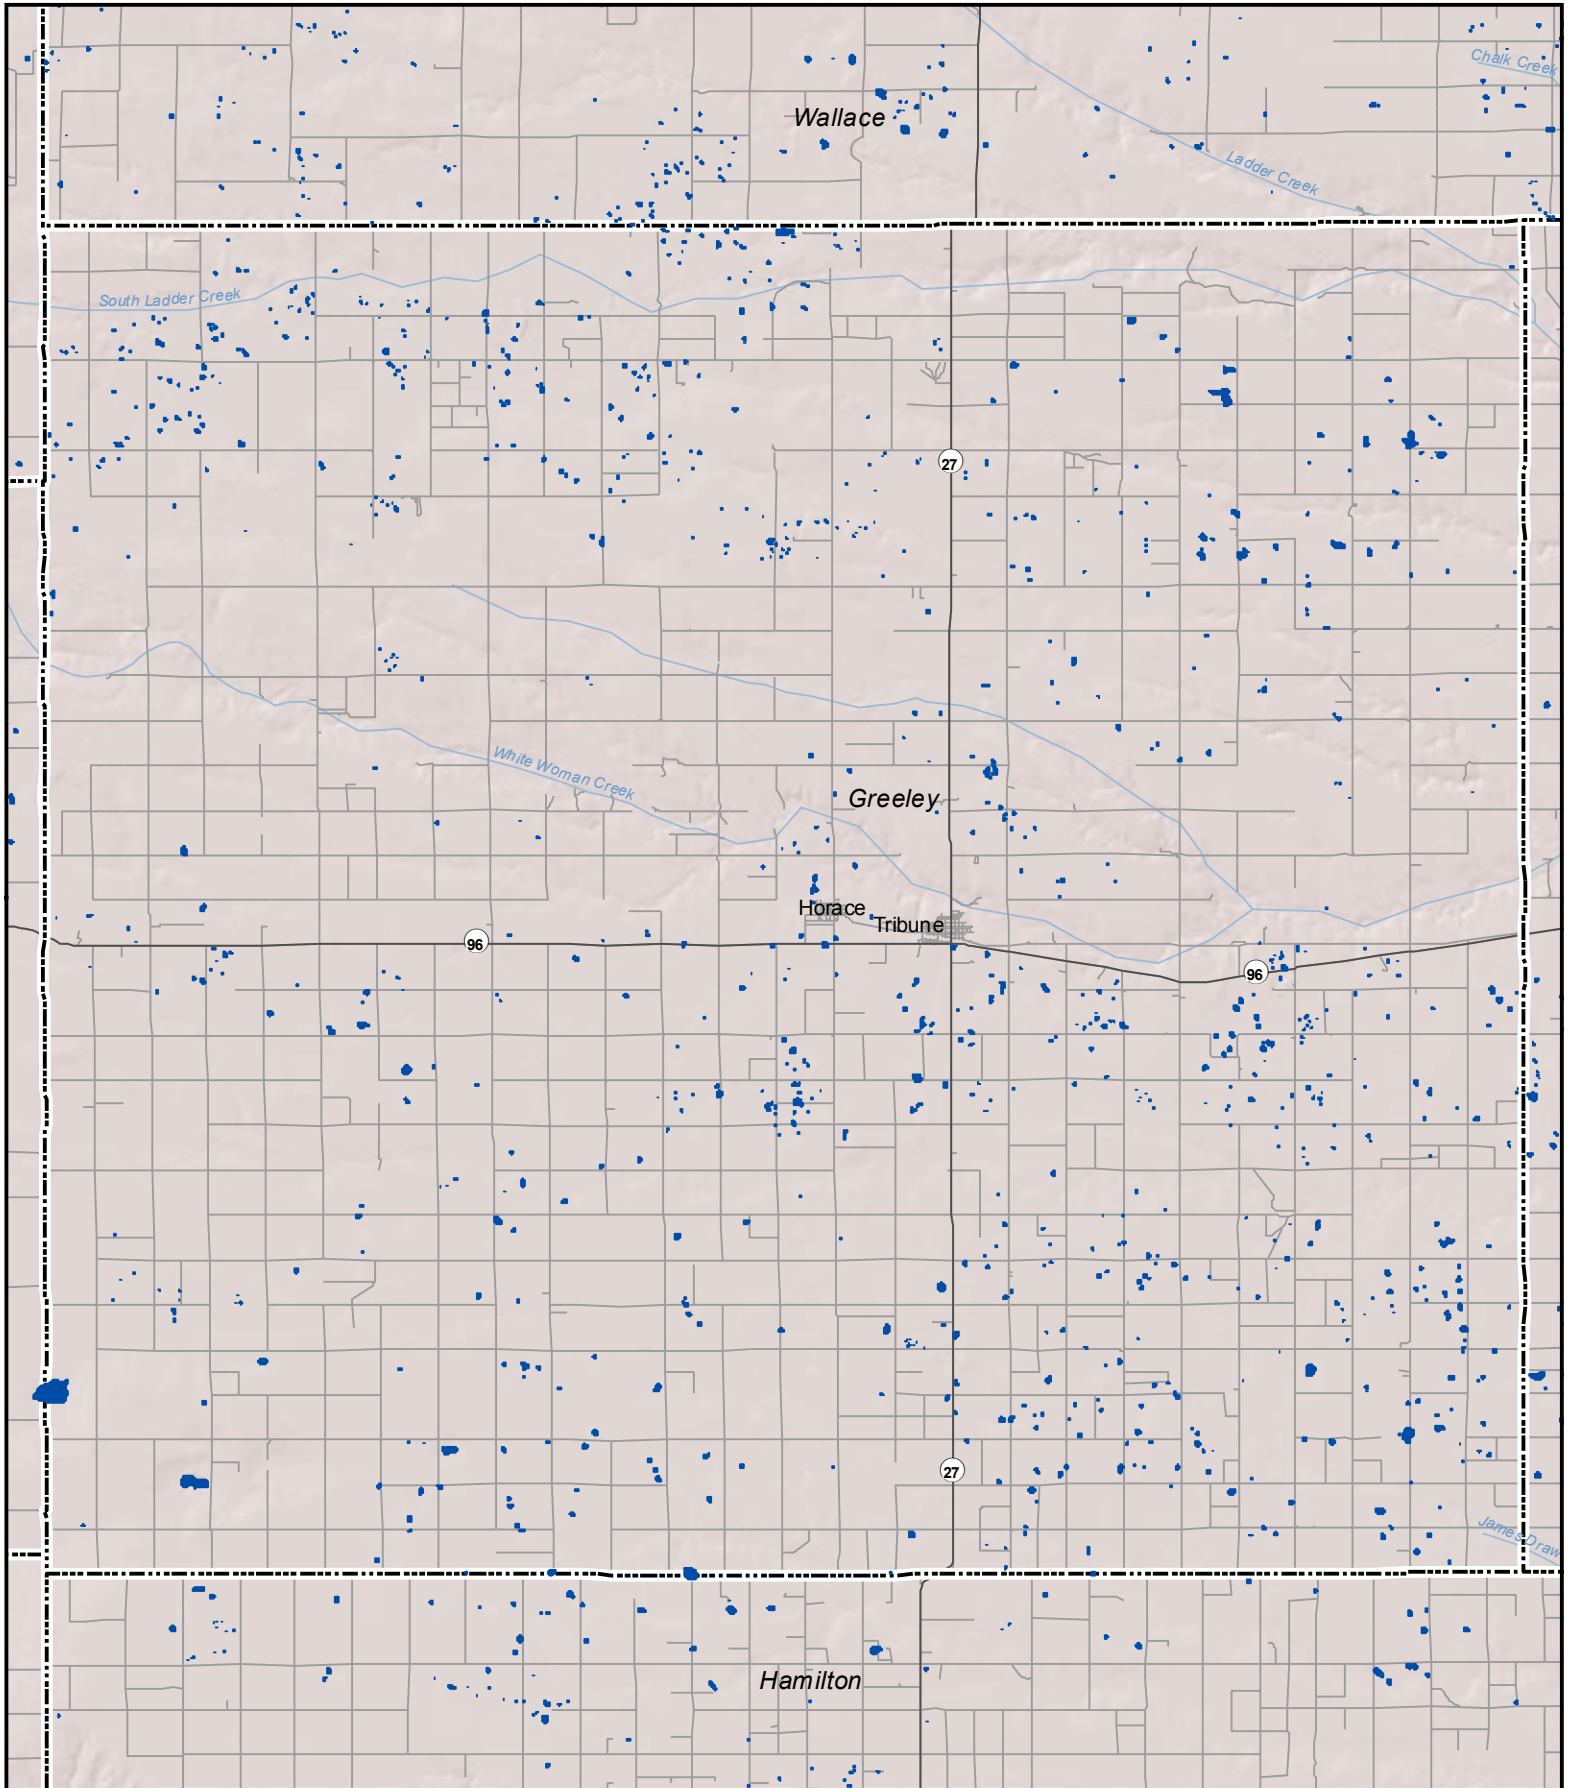 Chalk Creek
Wallace
Ladder Creek
South Ladder Creek
27
White Woman Creek
Greeley
Horace
Tribune
96
96
27
James Draw
Hamilton